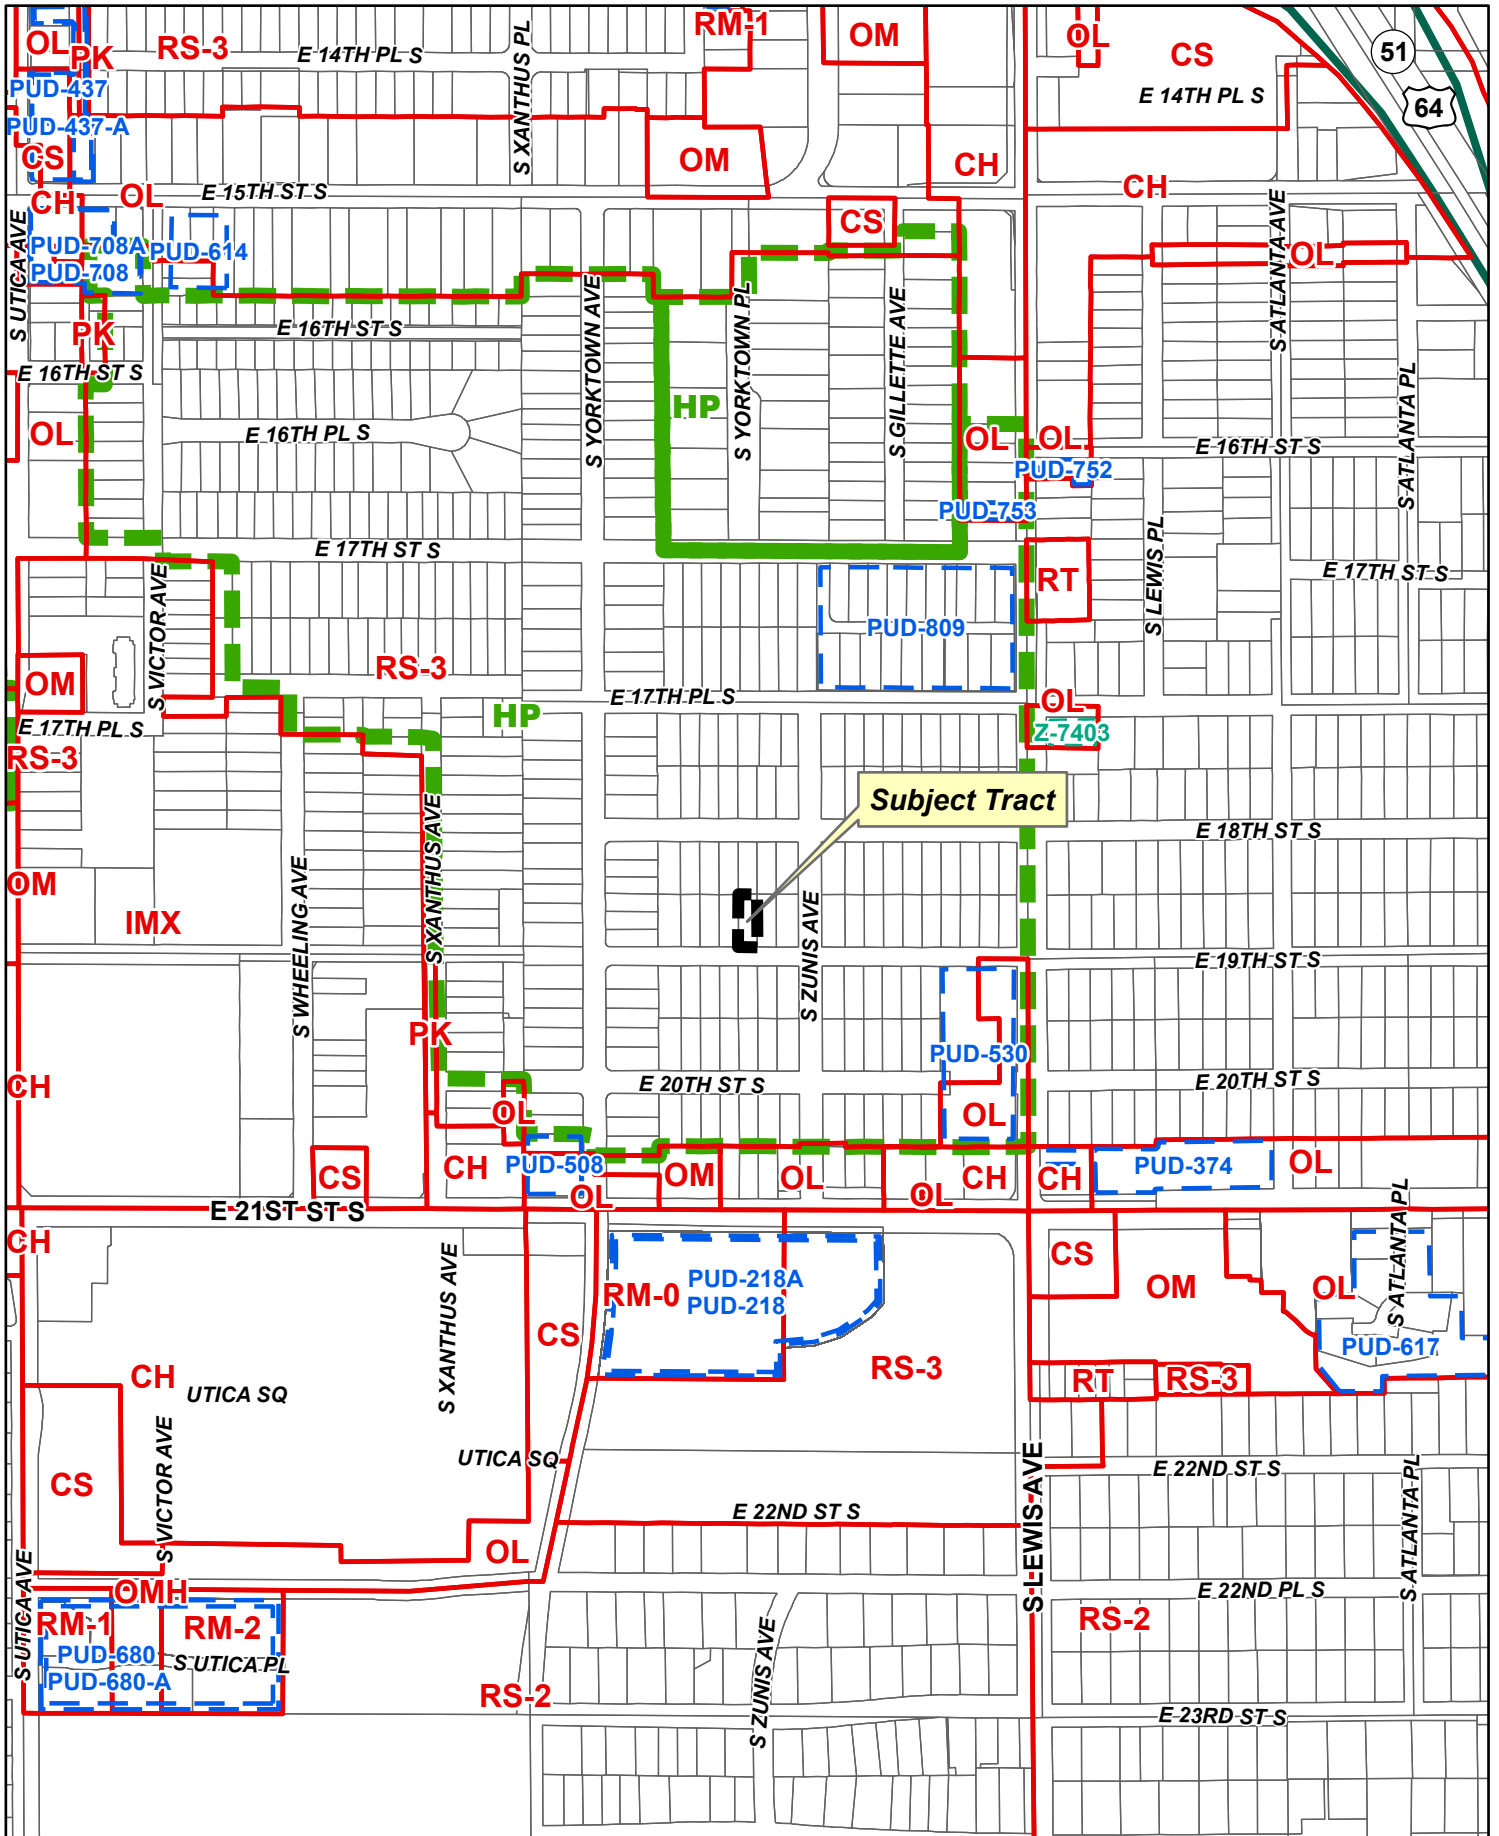 RM-1
OL
RS-3
E 14TH PL S
S XANTHUS PL
OM
OL
CS
51
PK
PUD-437
E 14TH PL S
64
PUD-437-A
CS
OM
CH
CH
CH
OL
E 15TH ST S
CS
S UTICA AVE
PUD-708A
PUD-614
PUD-708
OL
S ATLANTA AVE
PK
E 16TH ST S
S YORKTOWN AVE
S YORKTOWN PL
S GILLETTE AVE
E 16TH ST S
HP
S ATLANTA PL
OL
E 16TH PL S
OL
OL
E 16TH ST S
PUD-752
PUD-753
E 17TH ST S
S VICTOR AVE
RT
S LEWIS PL
E 17TH ST S
PUD-809
RS-3
OM
E 17TH PL S
OL
HP
E 17TH PL S
Z-7403
RS-3
Subject Tract
E 18TH ST S
S XANTHUS AVE
OM
IMX
S WHEELING AVE
S ZUNIS AVE
E 19TH ST S
PK
PUD-530
CH
E 20TH ST S
E 20TH ST S
OL
OL
CS
CH
PUD-508
OL
OM
OL
OL
CH
CH
PUD-374
OL
E 21ST ST S
CH
S XANTHUS AVE
CS
RM-0
PUD-218A
PUD-218
CS
OM
OL
S ATLANTA PL
PUD-617
CH
UTICA SQ
RS-3
RT
RS-3
CS
S VICTOR AVE
UTICA SQ
S LEWIS AVE
E 22ND ST S
S ATLANTA PL
E 22ND ST S
OL
S UTICA AVE
OMH
E 22ND PL S
RM-1
RM-2
RS-2
PUD-680
S UTICA PL
PUD-680-A
S ZUNIS AVE
RS-2
E 23RD ST S